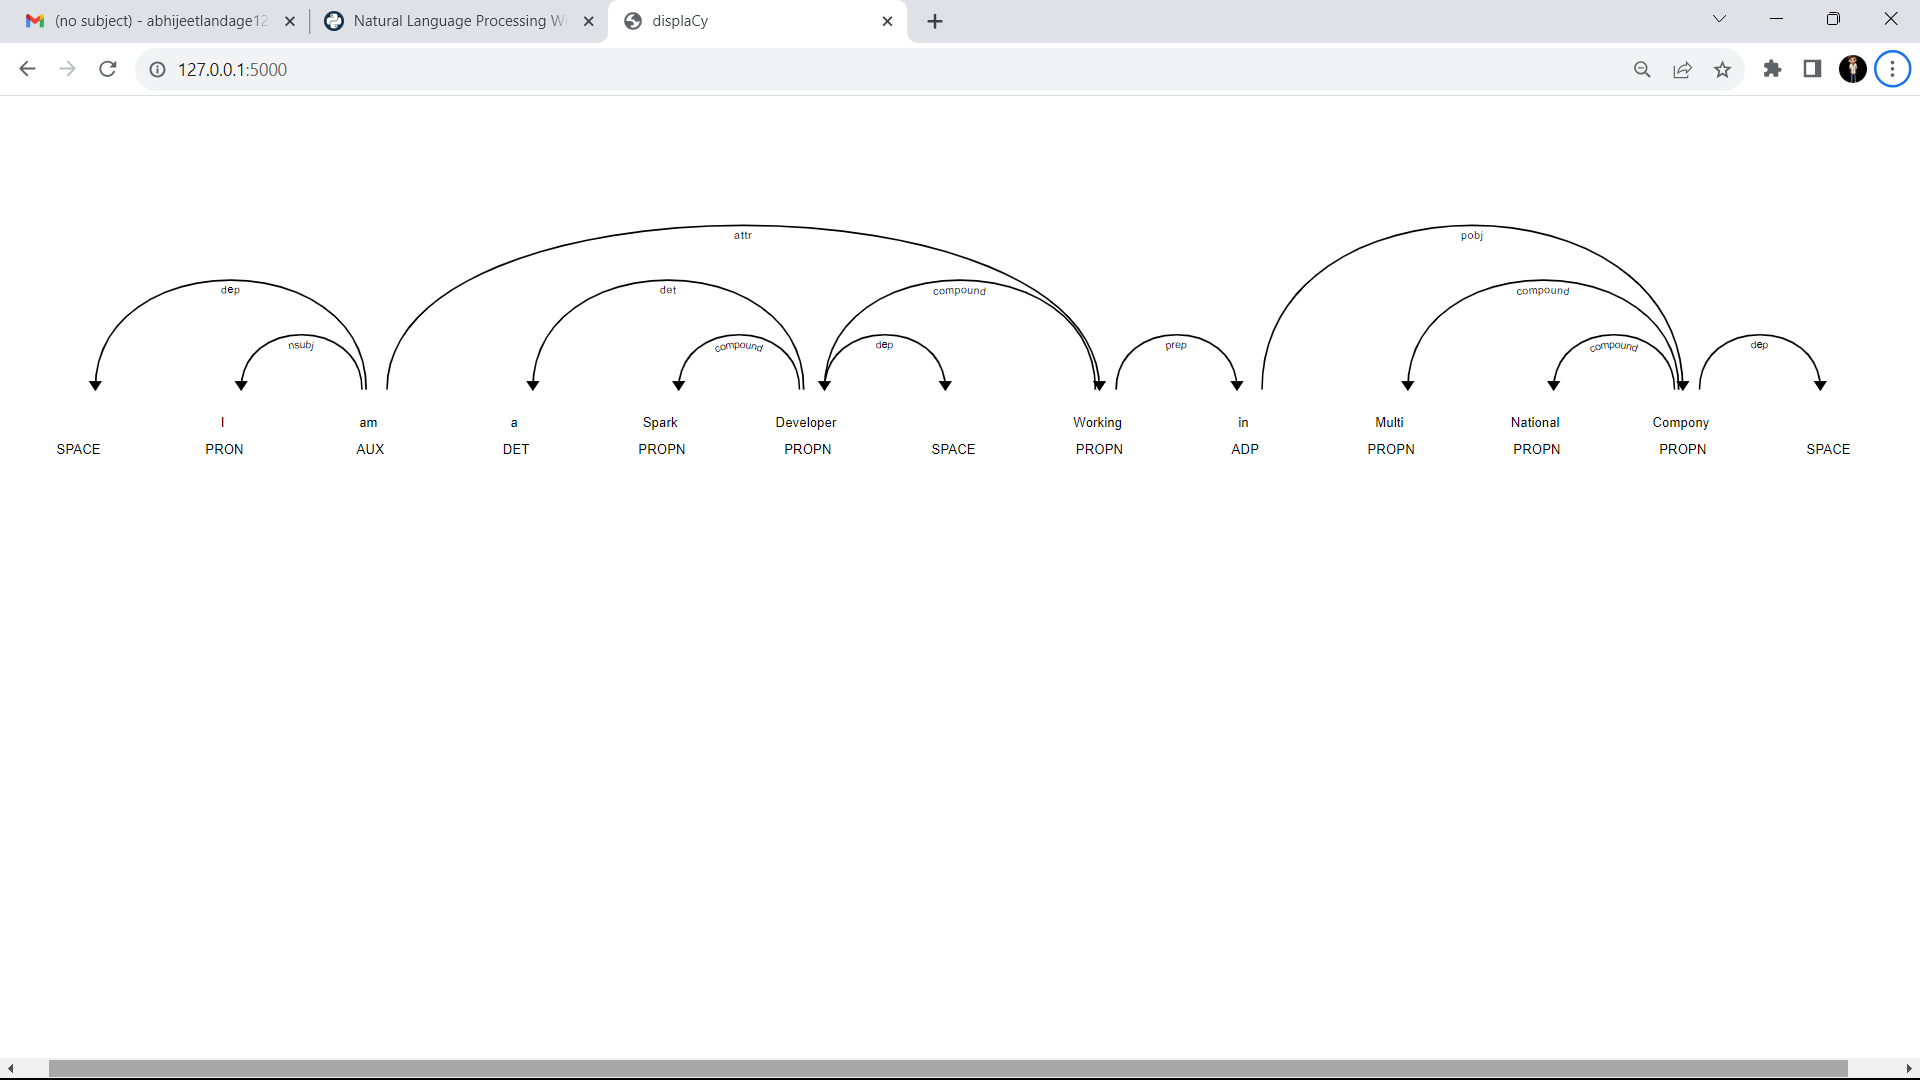 (no subject) - abhijeetlandage12
Natural Language Processing Wi
displaCy
127.0.0.1:5000
attr
pobj
dep
det
compound
compound
nsubj
compound
dep
prep
compound
dep
I am a Spark Developer Working in Multi National Compony
SPACE PRON AUX DET PROPN PROPN SPACE PROPN ADP PROPN PROPN PROPN SPACE